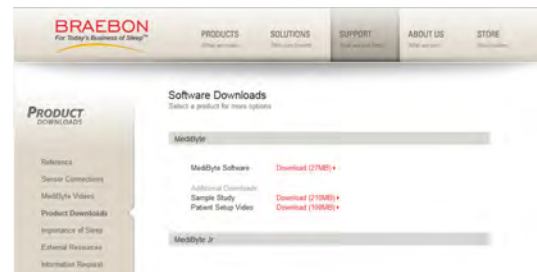 BRAEBON
For Today's Business of Sleep™
PRODUCTS
SOLUTIONS
SUPPORT
ABOUT US
STORE
PRODUCT
DOWNLOADS
Reference
Sensor Connections
MediByte Videos
Product Downloads
Importance of Sleep
External Resources
Information Request
Software Downloads
Select a product for more options
MediByte
MediByte Software Download (27MB)
Additional Downloads
Sample Study Download (210MB)
Patient Setup Video
MediByte Jr